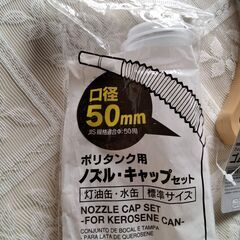 口径
50mm
JIS規格適合Φ:50用
ポリタンク用
ノズル・キャップセット
灯油缶・水缶 標準サイズ
NOZZLE CAP SET
-FOR KEROSENE CAN-
CONJUNTO DE BOCAL E TAMPA
PARA LATA DE QUEROSENE